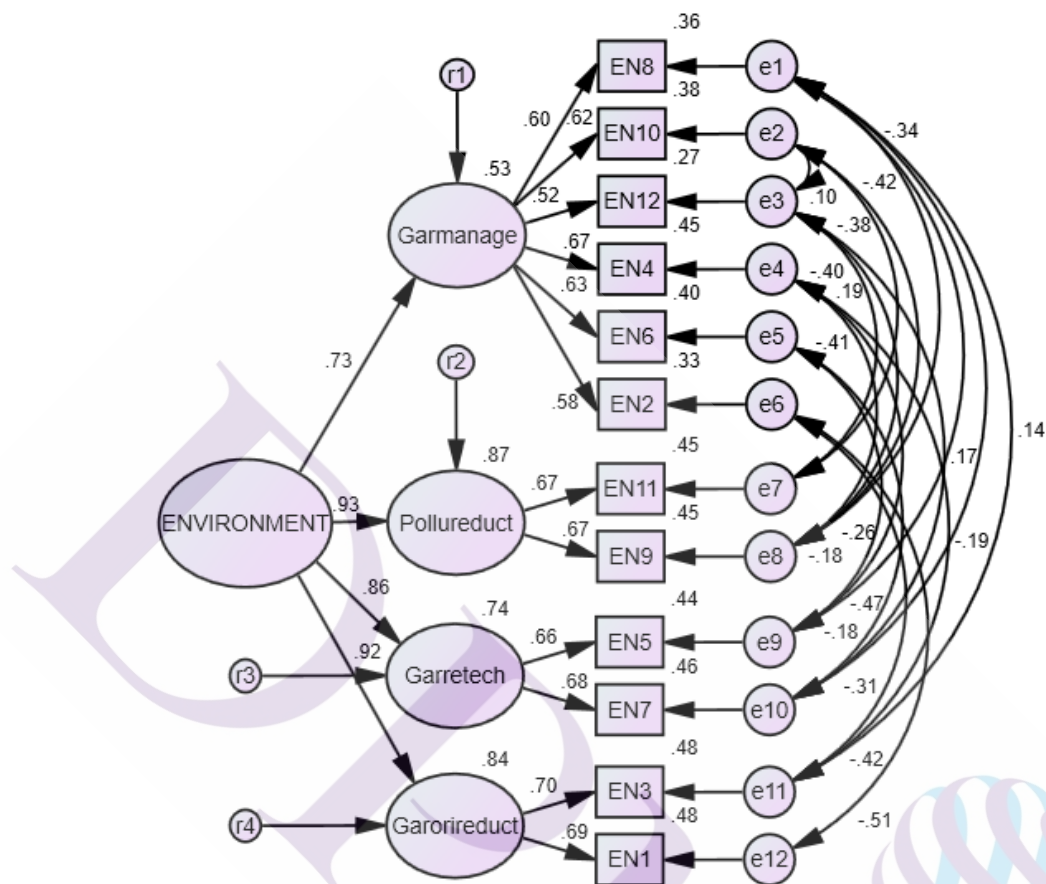 .36
EN8
e1
r1
.38
-.34
.60
.62
EN10
e2
.27
-.42
.53
.10
.52
EN12
e3
Garmanage
.45
-.38
.67
EN4
e4
-.40
.63
.40
.19
EN6
e5
-.41
r2
.73
.33
.58
EN2
e6
.14
.87
.45
.17
.67
EN11
e7
.93
ENVIRONMENT
Pollureduct
.45
-.26
-.19
.67
EN9
e8
-.18
.86
.74
.44
-.47
.66
EN5
e9
-.18
.92
r3
Garretech
.46
.68
EN7
e10
-.31
.84
.48
-.42
.70
EN3
e11
r4
Garorireduct
.48
-.51
.69
EN1
e12